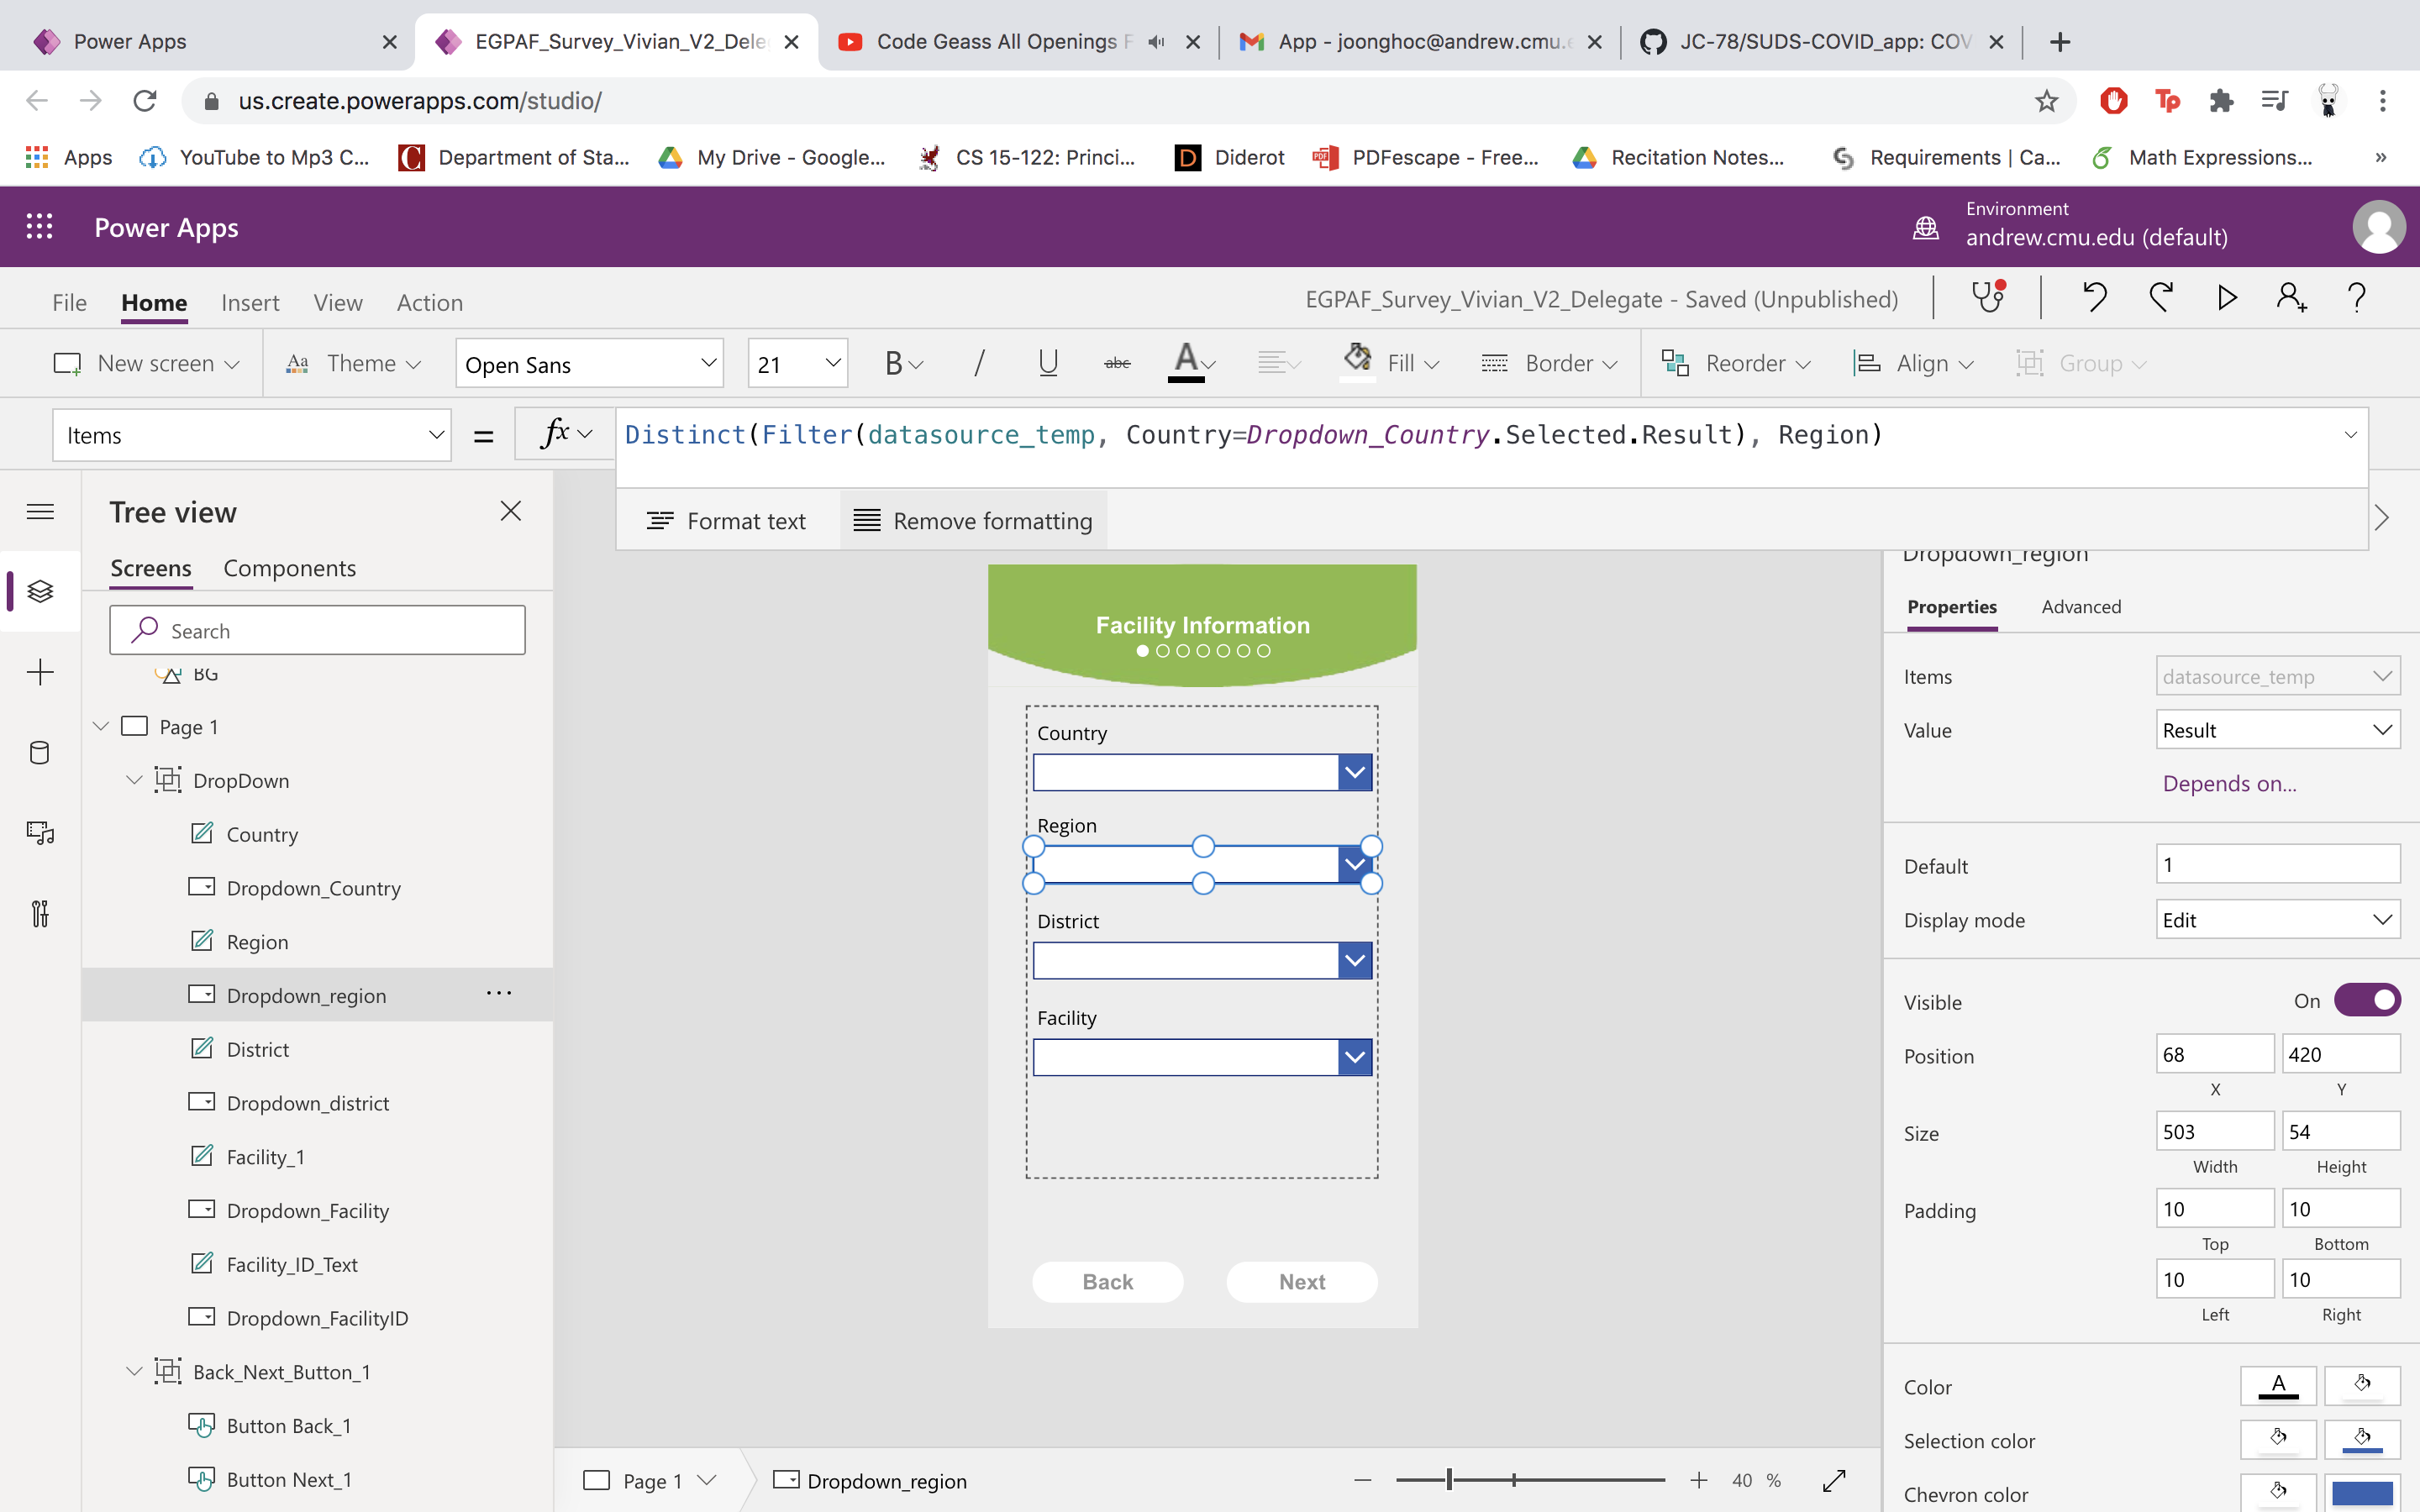 Power Apps
EGPAF_Survey_Vivian_V2_Dele
Code Geass All Openings F
App - joonghoc@andrew.cmu.e
JC-78/SUDS-COVID_app: COV
us.create.powerapps.com/studio/
Apps
YouTube to Mp3 C...
Department of Sta...
My Drive - Google...
CS 15-122: Princi...
Diderot
PDFescape - Free...
Recitation Notes...
Requirements | Ca...
Math Expressions...
»
Power Apps
Environment
andrew.cmu.edu (default)
File
Home
Insert
View
Action
EGPAF_Survey_Vivian_V2_Delegate - Saved (Unpublished)
New screen
Theme
Open Sans
21
B
/
U
abc
A
Fill
Border
Reorder
Align
Group
Items
=
fx
Distinct(Filter(datasource_temp, Country=Dropdown_Country.Selected.Result), Region)
Format text
Remove formatting
Tree view
Screens
Components
Search
BG
Page 1
DropDown
Country
Dropdown_Country
Region
Dropdown_region
...
District
Dropdown_district
Facility_1
Dropdown_Facility
Facility_ID_Text
Dropdown_FacilityID
Back_Next_Button_1
Button Back_1
Button Next_1
Facility Information
Country
Region
District
Facility
Back
Next
Page 1
Dropdown_region
40 %
Dropdown_region
Properties
Advanced
Items
datasource_temp
Value
Result
Depends on...
Default
1
Display mode
Edit
Visible
On
Position
68
420
X
Y
Size
503
54
Width
Height
Padding
10
10
Top
Bottom
10
10
Left
Right
Color
A
Selection color
Chevron color